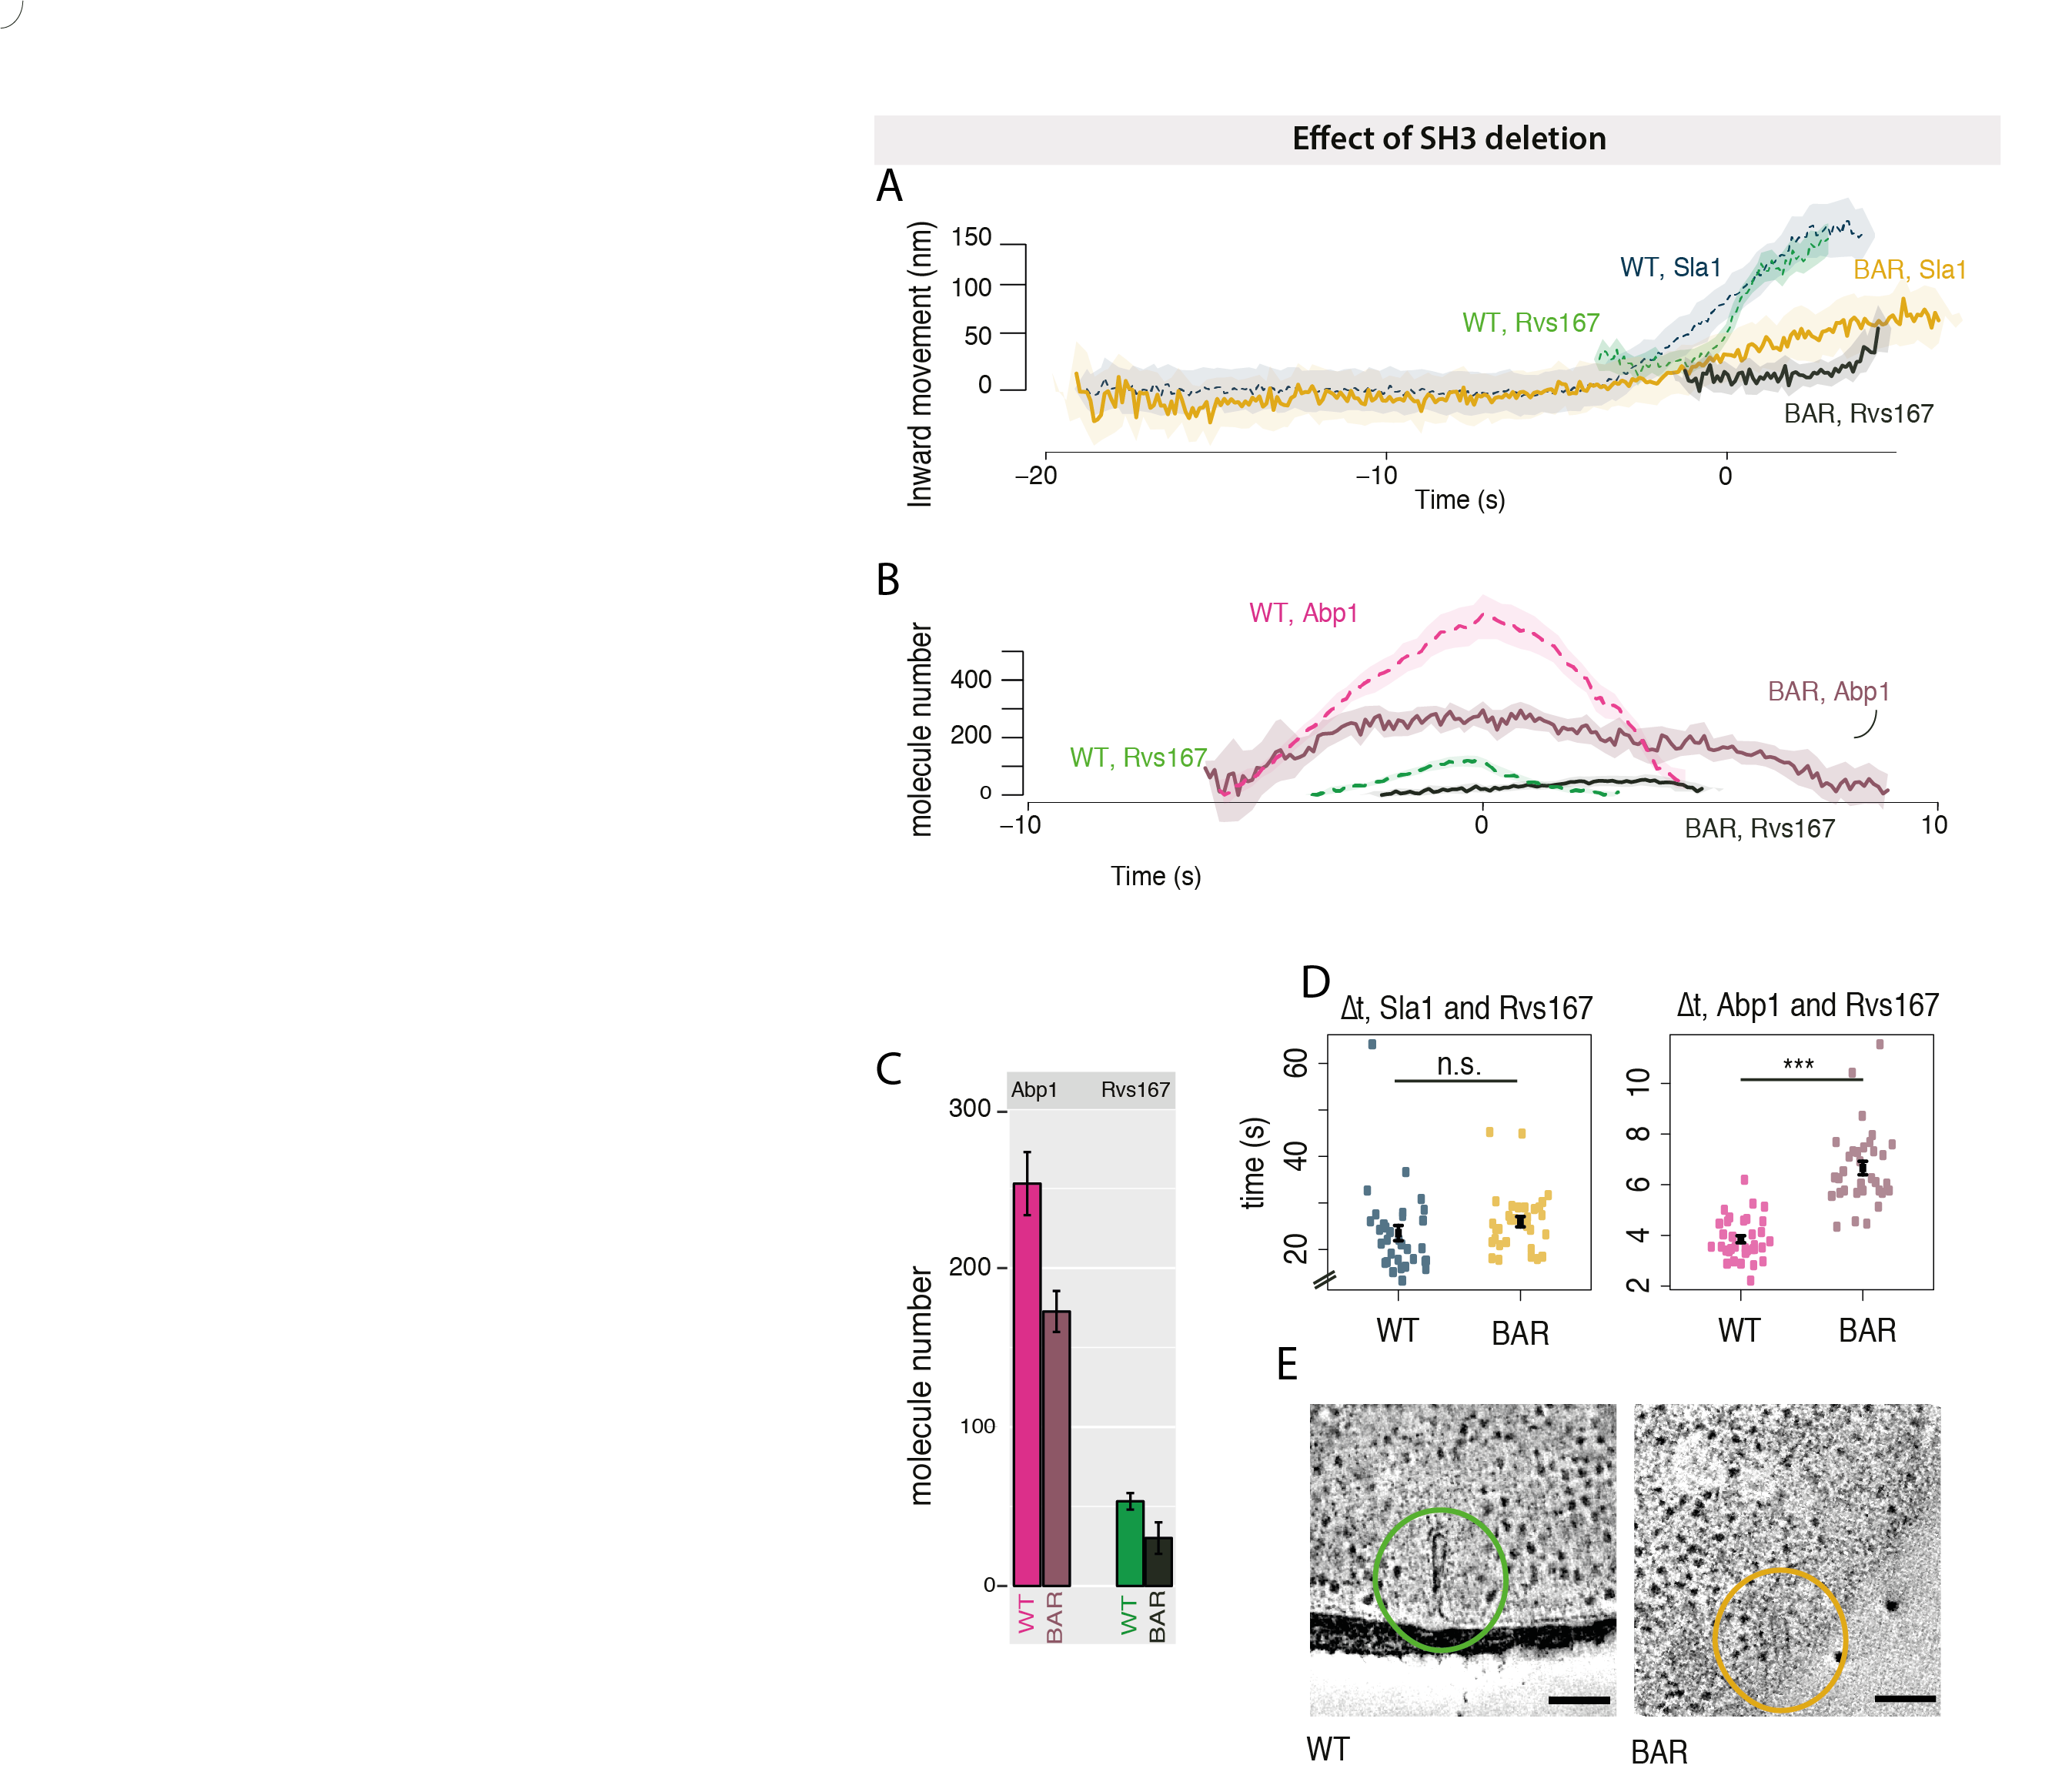 Effect of SH3 deletion
A
Inward movement (nm)
150
100
50
0
WT, Sla1
BAR, Sla1
WT, Rvs167
BAR, Rvs167
−20
−10
0
Time (s)
B
molecule number
400
200
0
WT, Abp1
BAR, Abp1
WT, Rvs167
BAR, Rvs167
−10
0
10
Time (s)
C
molecule number
Abp1
Rvs167
300
200
100
0
WT
BAR
WT
BAR
D
Δt, Sla1 and Rvs167
time (s)
60
40
20
n.s.
WT
BAR
Δt, Abp1 and Rvs167
10
8
6
4
2
***
WT
BAR
E
WT
BAR